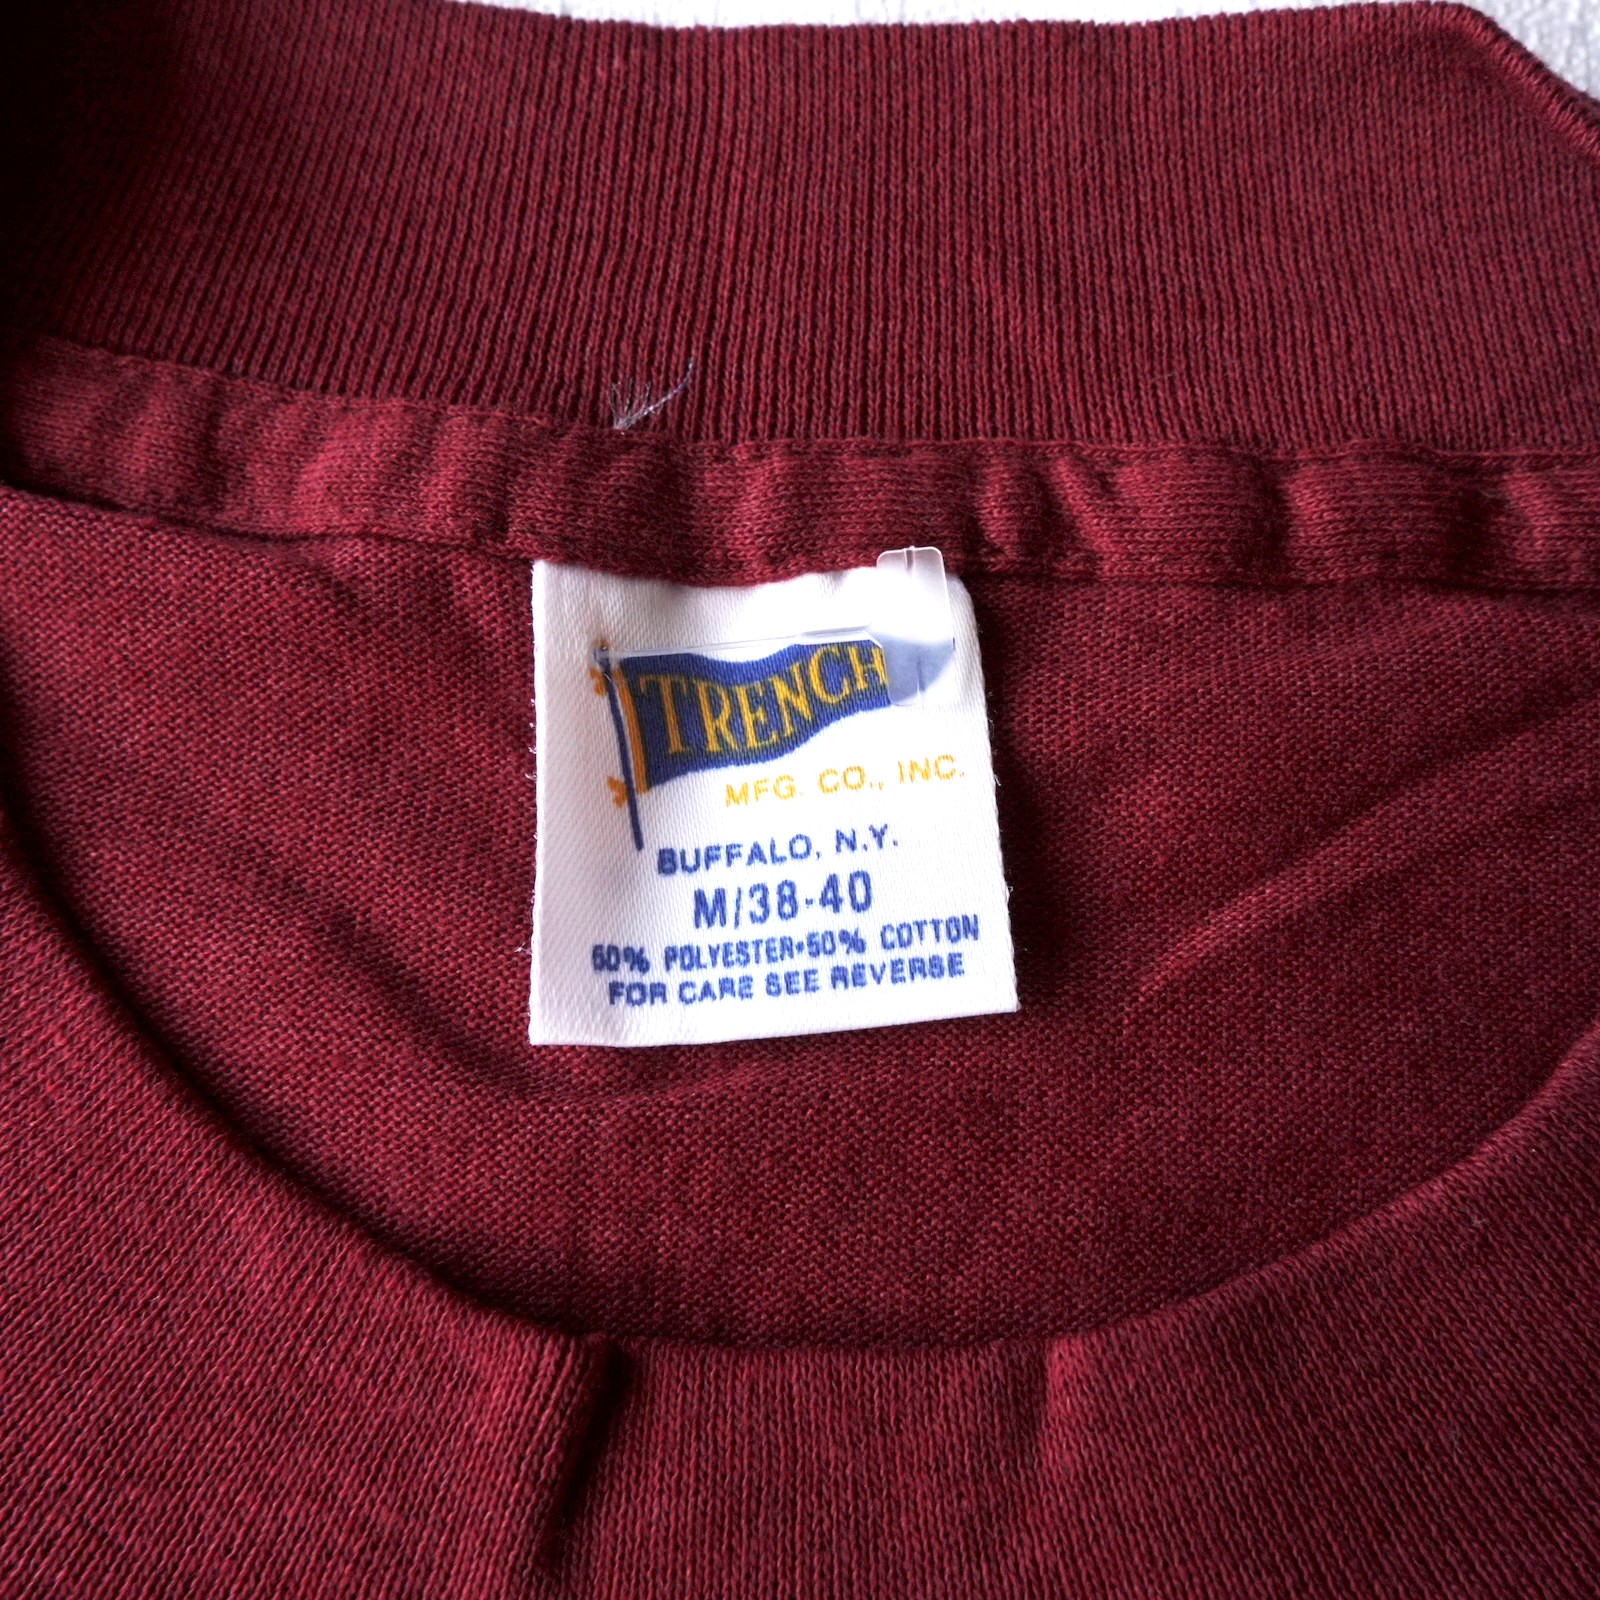 TRENCH
MFG. CO., INC.
BUFFALO, N.Y.
M/38-40
50% POLYESTER•50% COTTON
FOR CARE SEE REVERSE